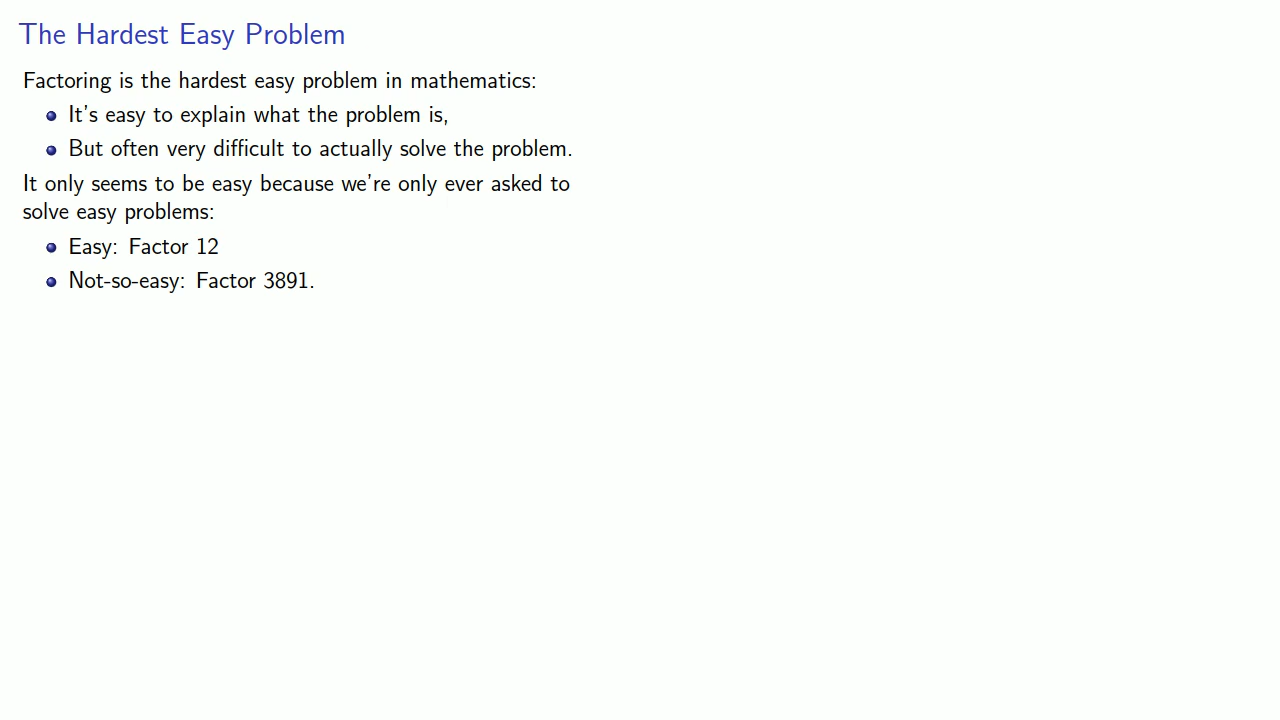 The Hardest Easy Problem
Factoring is the hardest easy problem in mathematics:
It's easy to explain what the problem is,
But often very difficult to actually solve the problem.
It only seems to be easy because we're only ever asked to
solve easy problems:
Easy: Factor 12
Not-so-easy: Factor 3891.